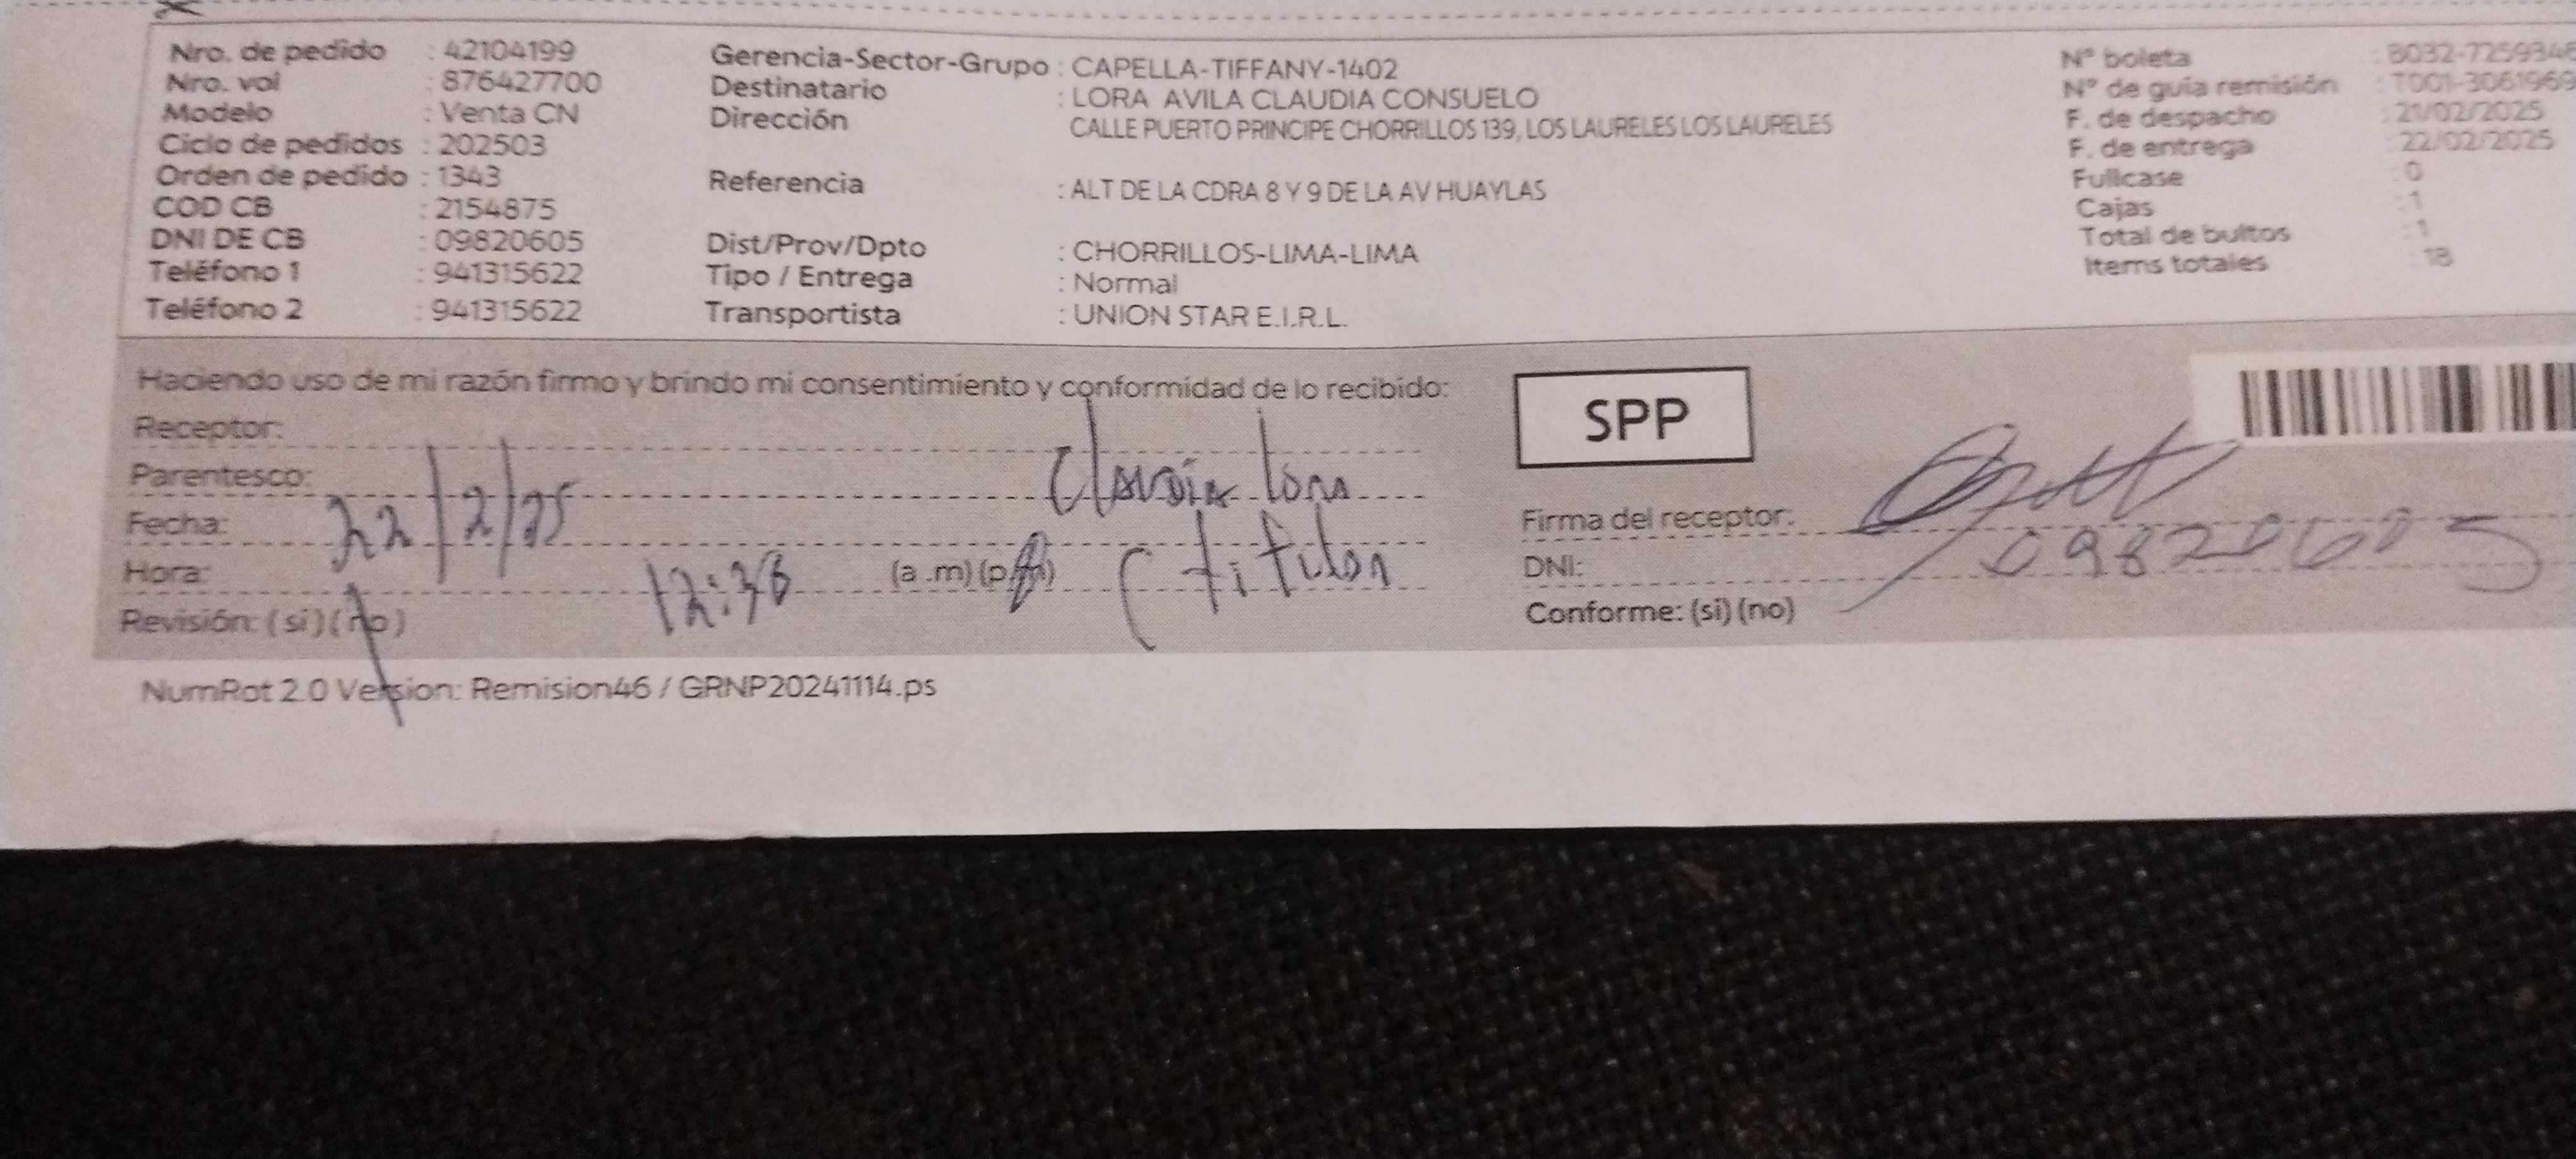 Nro. de pedido : 42104199
Nro. vol : 876427700
Modelo : Venta CN
Ciclo de pedidos : 202503
Orden de pedido : 1343
COD CB : 2154875
DNI DE CB : 09820605
Teléfono 1 : 941315622
Teléfono 2 : 941315622
Gerencia-Sector-Grupo : CAPELLA-TIFFANY-1402
Destinatario : LORA AVILA CLAUDIA CONSUELO
Dirección CALLE PUERTO PRINCIPE CHORRILLOS 139, LOS LAURELES LOS LAURELES
Referencia : ALT DE LA CDRA 8 Y 9 DE LA AV HUAYLAS
Dist/Prov/Dpto : CHORRILLOS-LIMA-LIMA
Tipo / Entrega : Normal
Transportista : UNION STAR E.I.R.L.
N° boleta : B032-7259348
N° de guía remisión : T001-3061969
F. de despacho : 21/02/2025
F. de entrega : 22/02/2025
Fullcase : 0
Cajas : 1
Total de bultos : 1
Items totales : 18
Haciendo uso de mi razón firmo y brindo mi consentimiento y conformidad de lo recibido:
Receptor:
Parentesco: Claudia Lora
Fecha: 22/2/25
Hora: 12:36 (a .m) (p.m) (titular)
Revisión: (si) (no)
SPP
Firma del receptor:
DNI: 09820605
Conforme: (si) (no)
NumRot 2.0 Version: Remision46 / GRNP20241114.ps